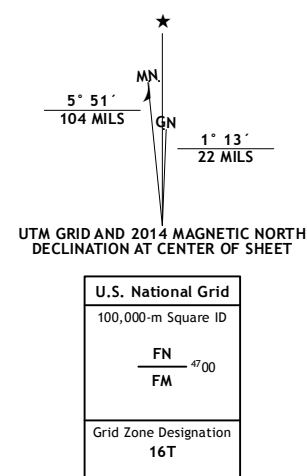 MN
5° 51´
104 MILS
GN
1° 13´
22 MILS
UTM GRID AND 2014 MAGNETIC NORTH
DECLINATION AT CENTER OF SHEET
U.S. National Grid
100,000-m Square ID
FN
4700
FM
Grid Zone Designation
16T